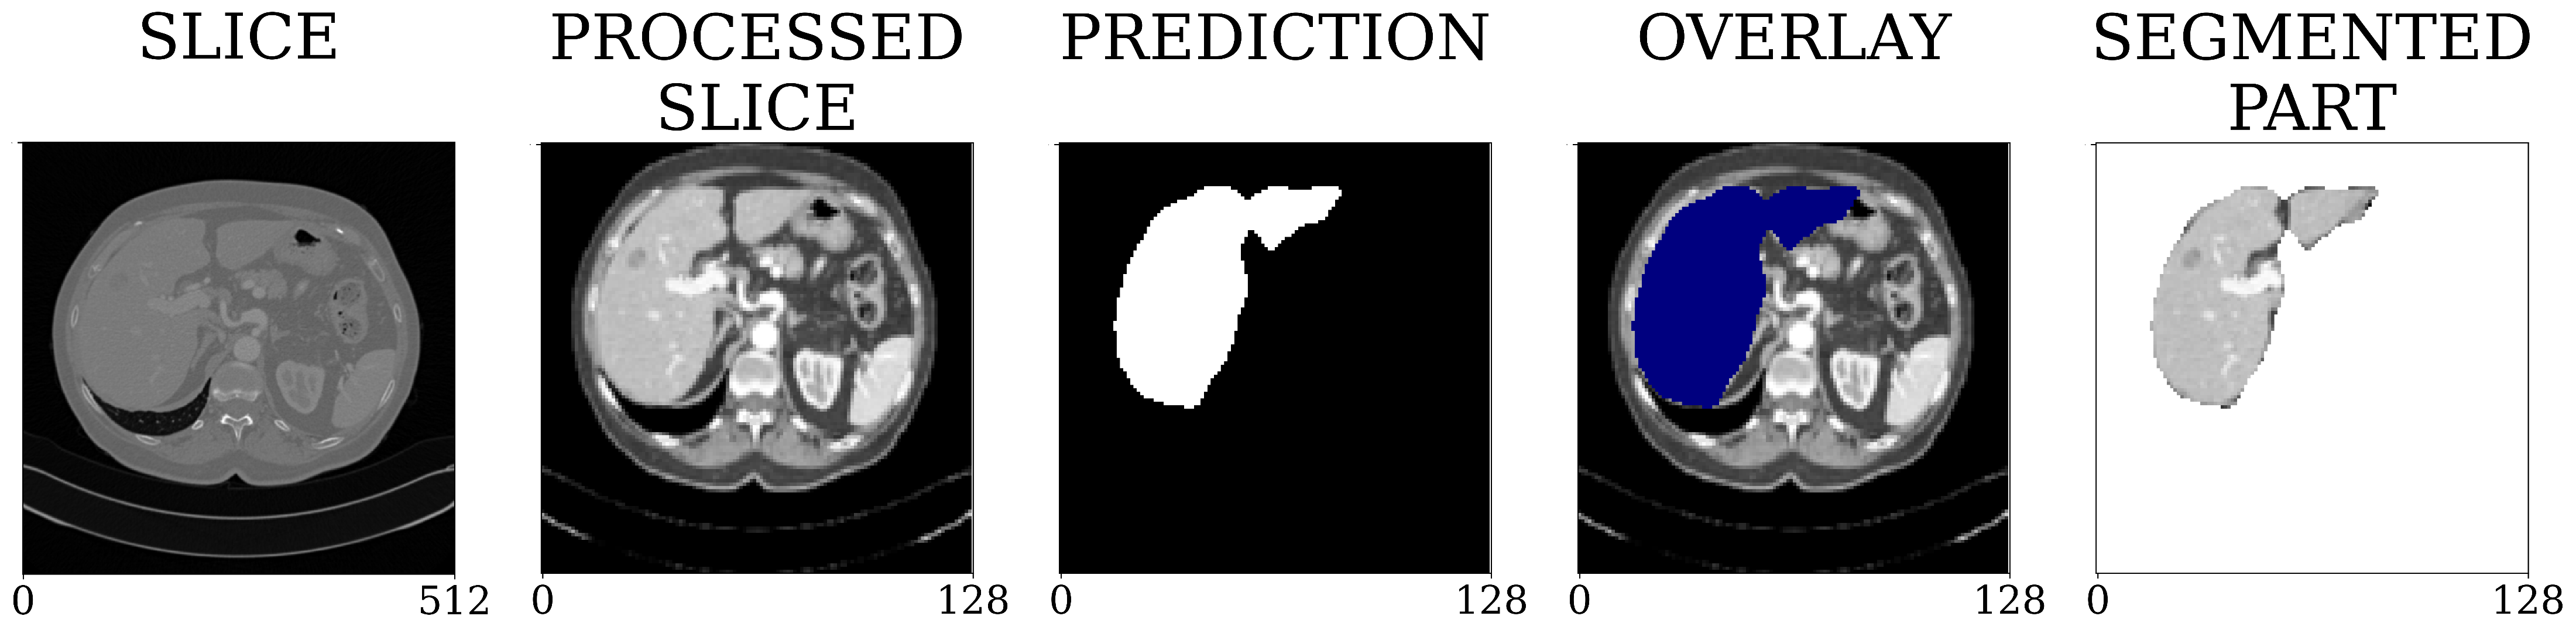 SLICE
PROCESSED
SLICE
PREDICTION
OVERLAY
SEGMENTED
PART
0
512
0
128
0
128
0
128
0
128